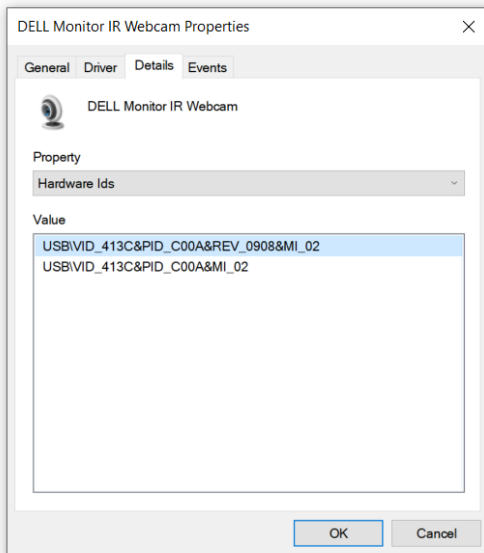 DELL Monitor IR Webcam Properties
General Driver Details Events
DELL Monitor IR Webcam
Property
Hardware Ids
Value
USB\VID_413C&PID_C00A&REV_0908&MI_02
USB\VID_413C&PID_C00A&MI_02
OK Cancel